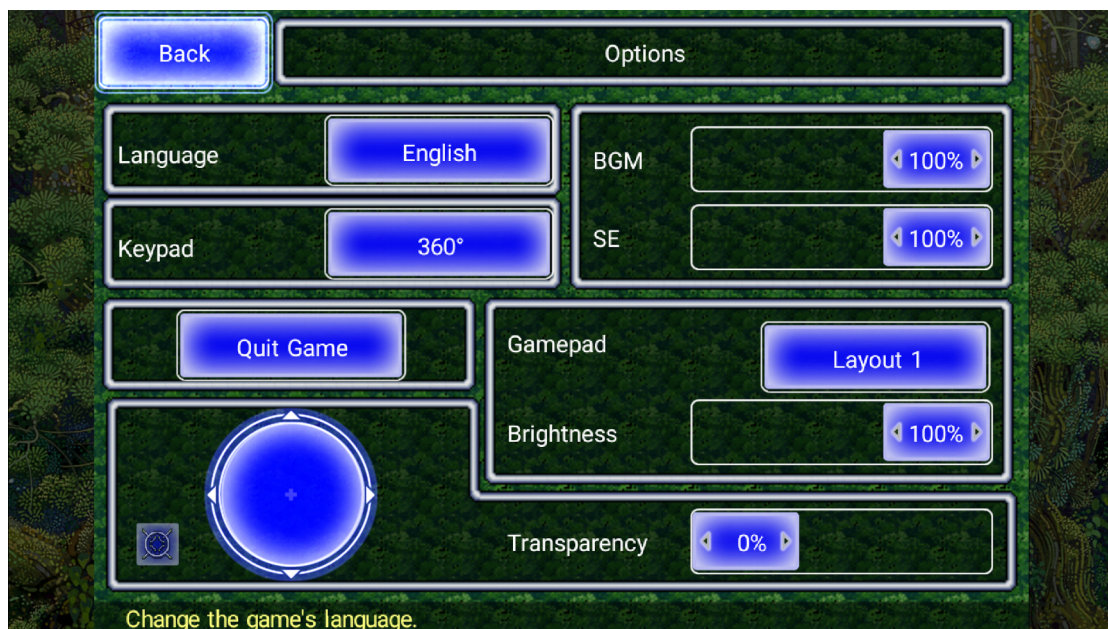 Back
Options
Language
English
BGM
100%
Keypad
360°
SE
100%
Quit Game
Gamepad
Layout 1
Brightness
100%
Transparency
0%
Change the game's language.